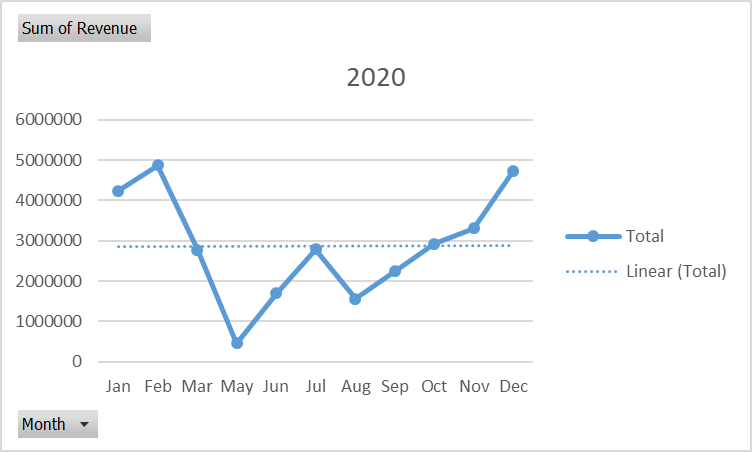 Sum of Revenue
2020
6000000
5000000
4000000
3000000
2000000
1000000
0
Jan Feb Mar May Jun Jul Aug Sep Oct Nov Dec
Total
Linear (Total)
Month